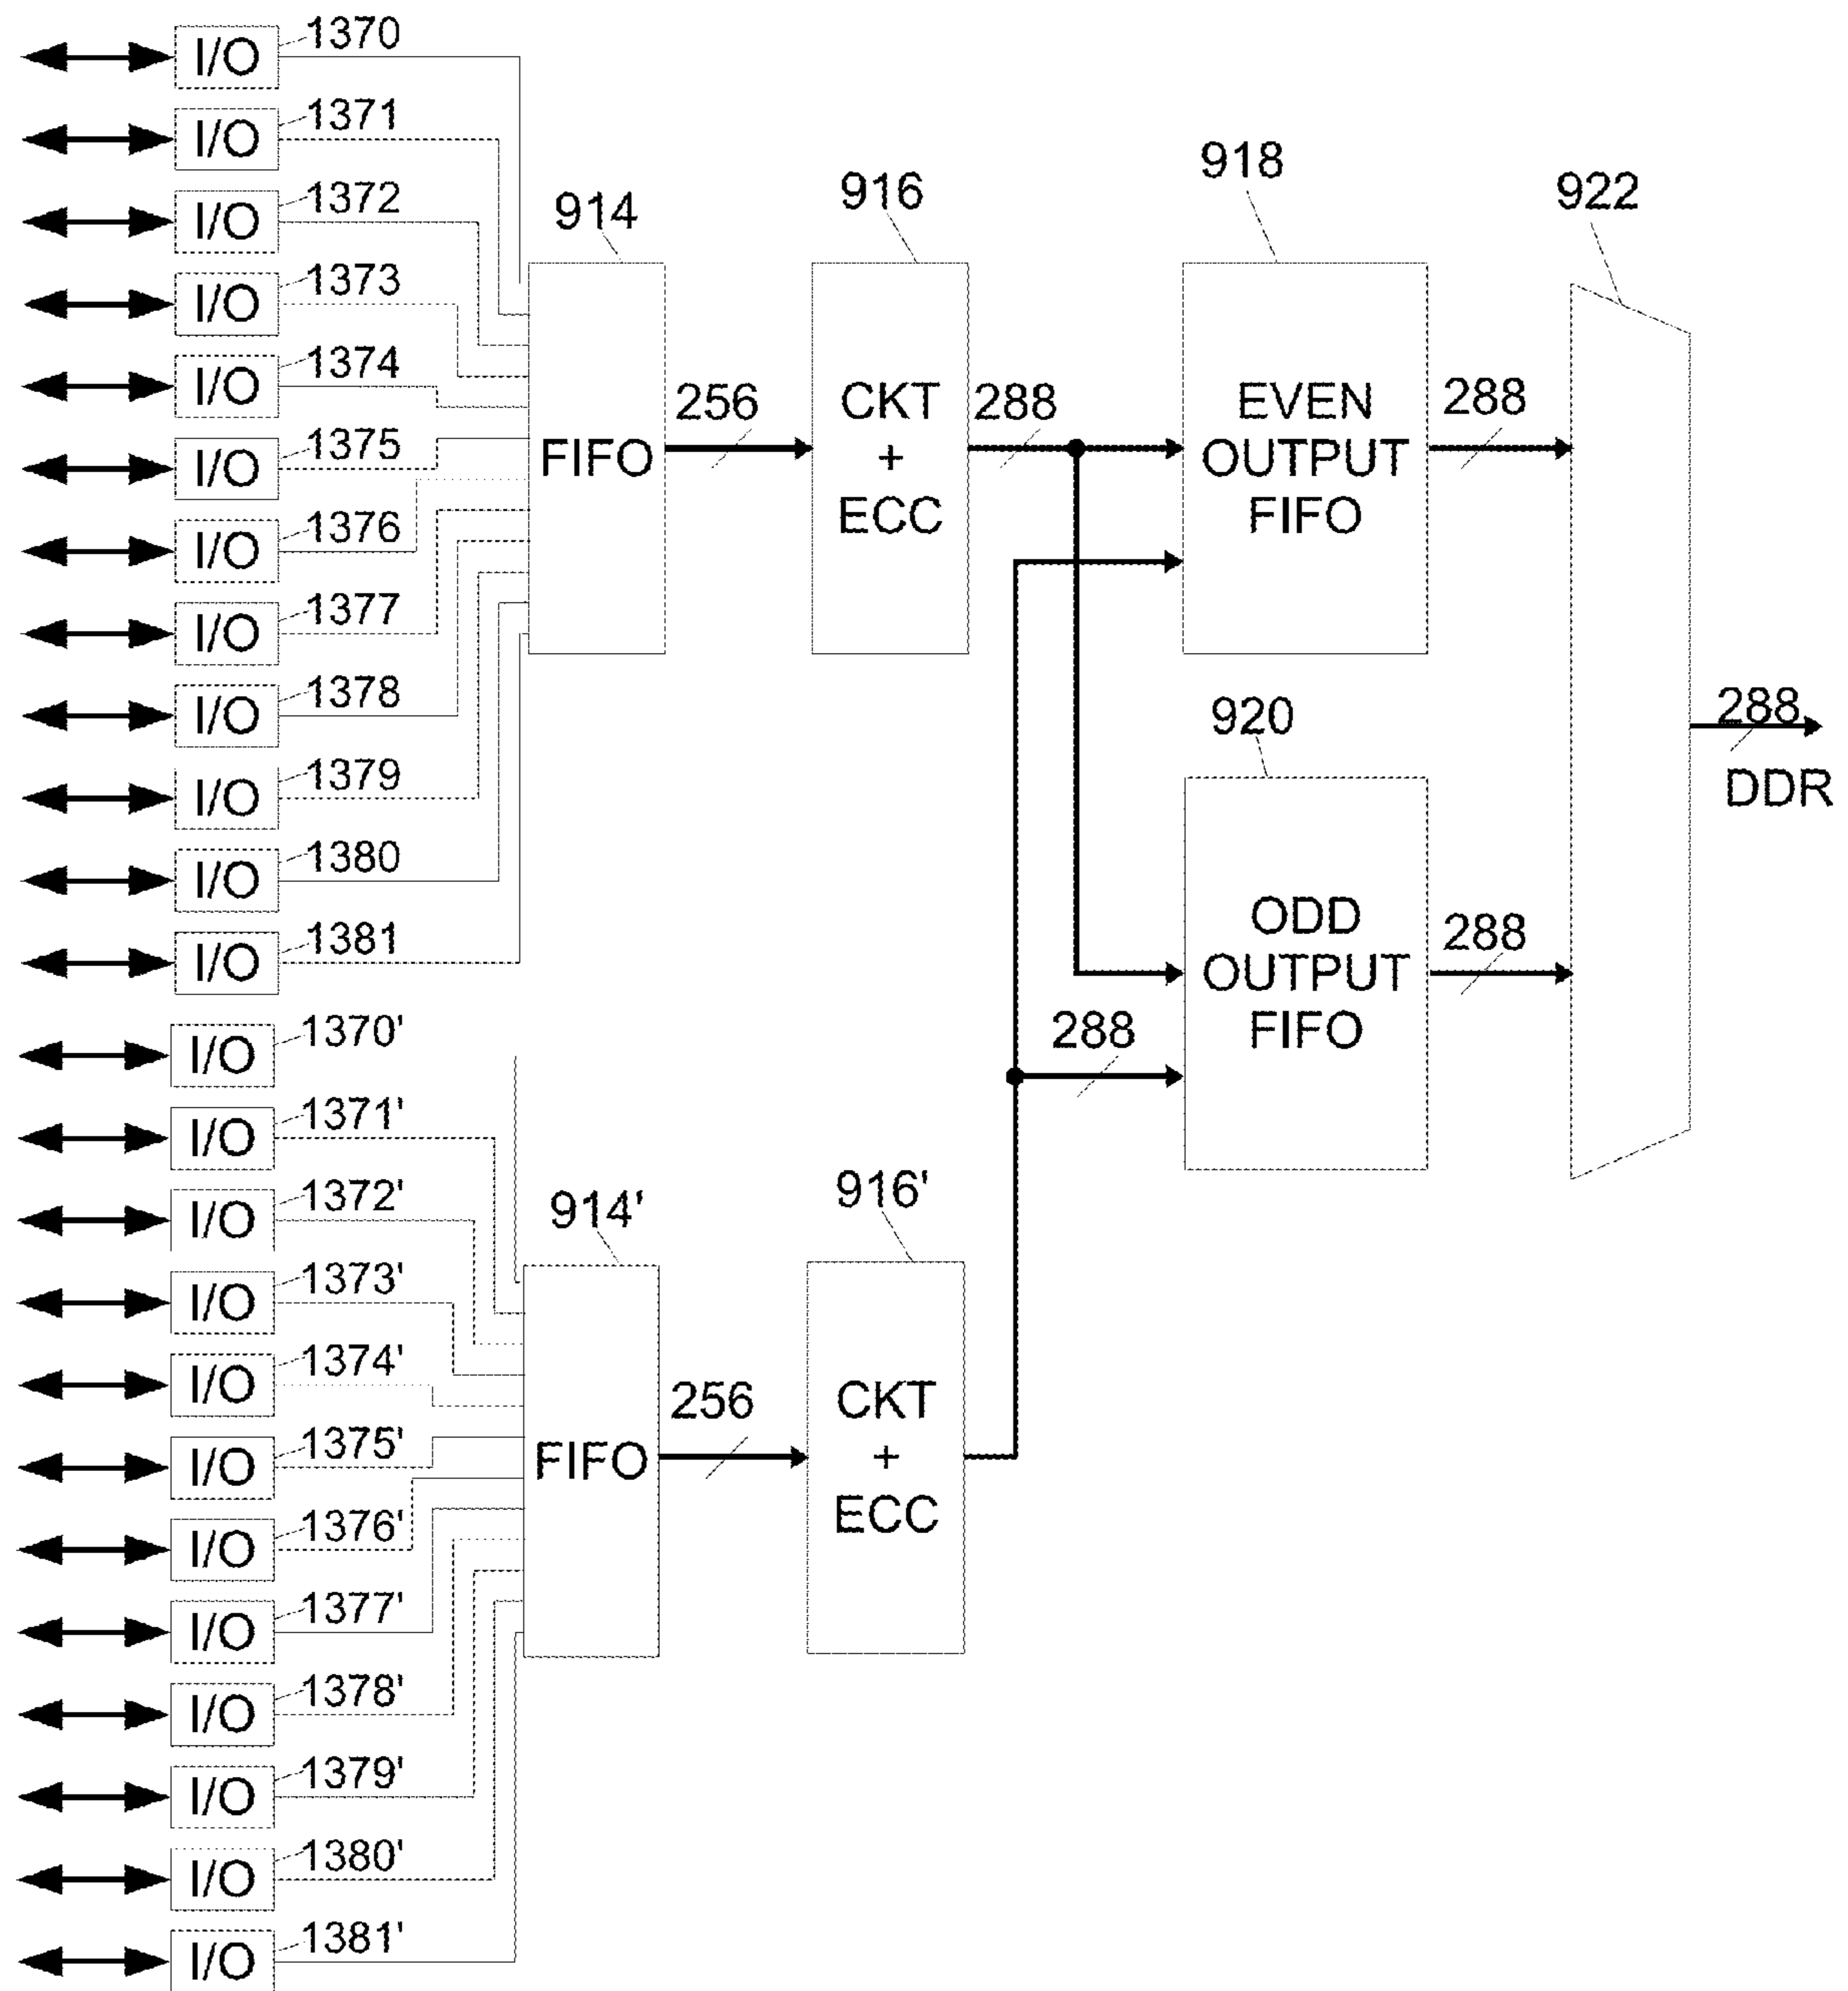 I/O 1370
I/O 1371
I/O 1372
I/O 1373
I/O 1374
I/O 1375
I/O 1376
I/O 1377
I/O 1378
I/O 1379
I/O 1380
I/O 1381
914
FIFO
256
916
CKT
+
ECC
288
918
EVEN
OUTPUT
FIFO
288
922
920
ODD
OUTPUT
FIFO
288
288
288
DDR
I/O 1370'
I/O 1371'
I/O 1372'
I/O 1373'
I/O 1374'
I/O 1375'
I/O 1376'
I/O 1377'
I/O 1378'
I/O 1379'
I/O 1380'
I/O 1381'
914'
FIFO
256
916'
CKT
+
ECC